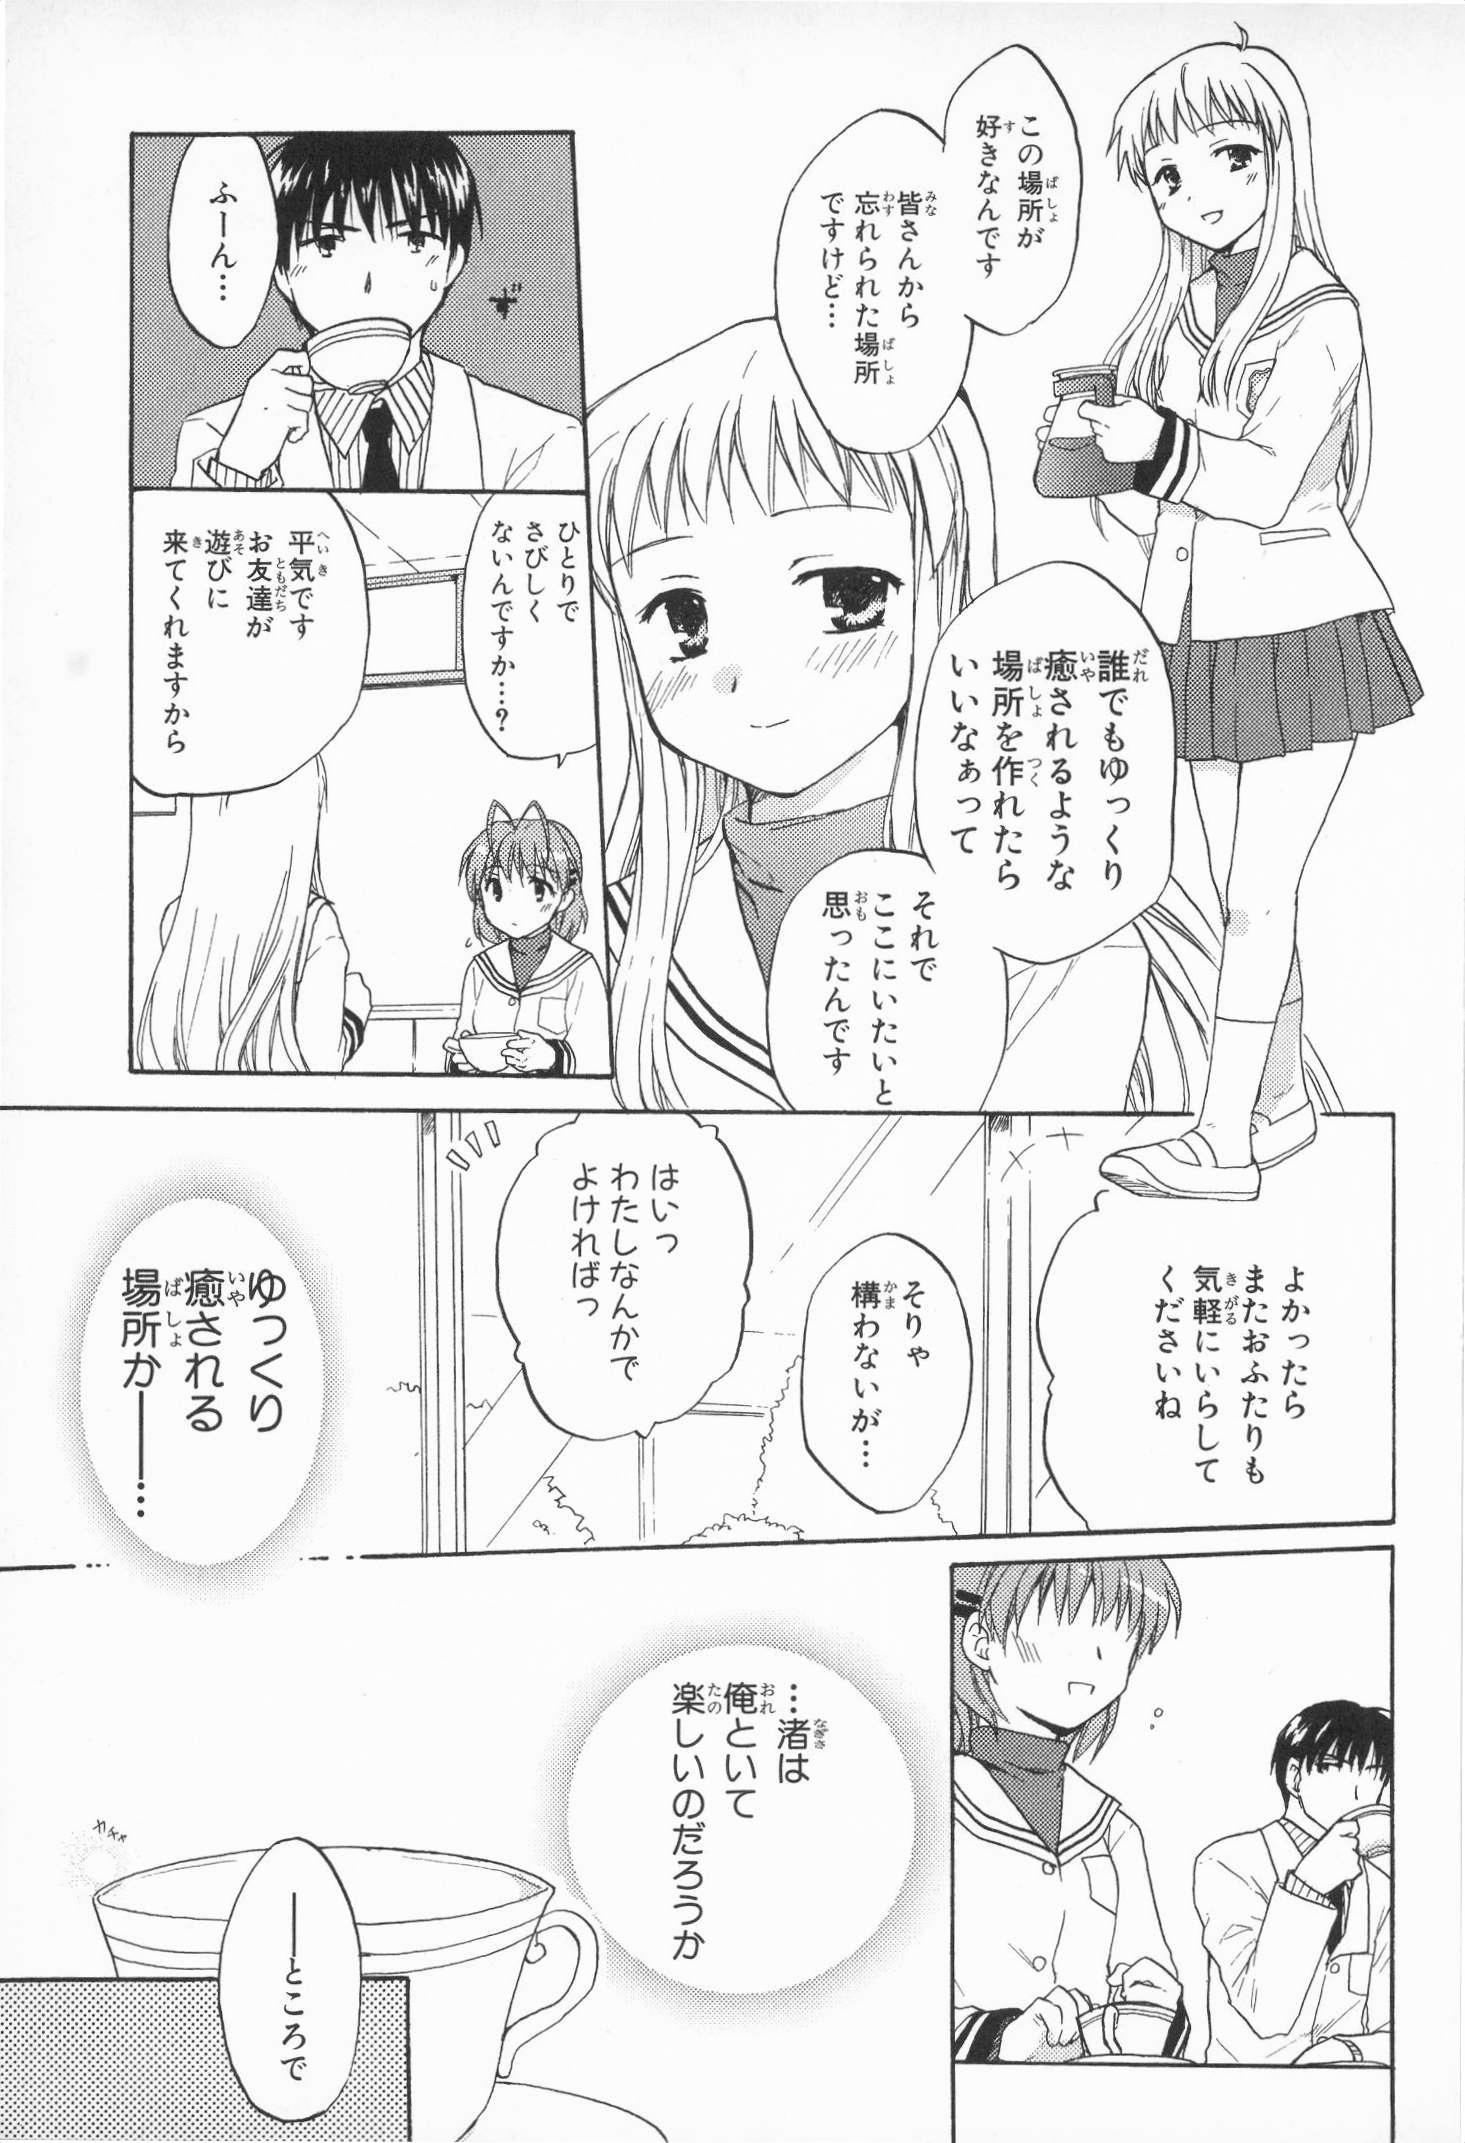 この場所が
好きなんです
皆さんから
忘れられた場所
ですけど…
誰でもゆっくり
癒されるような
場所を作れたら
いいなぁって
それで
ここにいたいと
思ったんです
ふーん…
ず
ひとりで
さびしく
ないんですか…?
平気です
お友達が
遊びに
来てくれますから
よかったら
またおふたりも
気軽にいらして
くださいね
そりゃ
構わないが…
はいっ
わたしなんかで
よければっ
ゆっくり
癒される
場所か――…
…渚は
俺といて
楽しいのだろうか
カチャ
――ところで